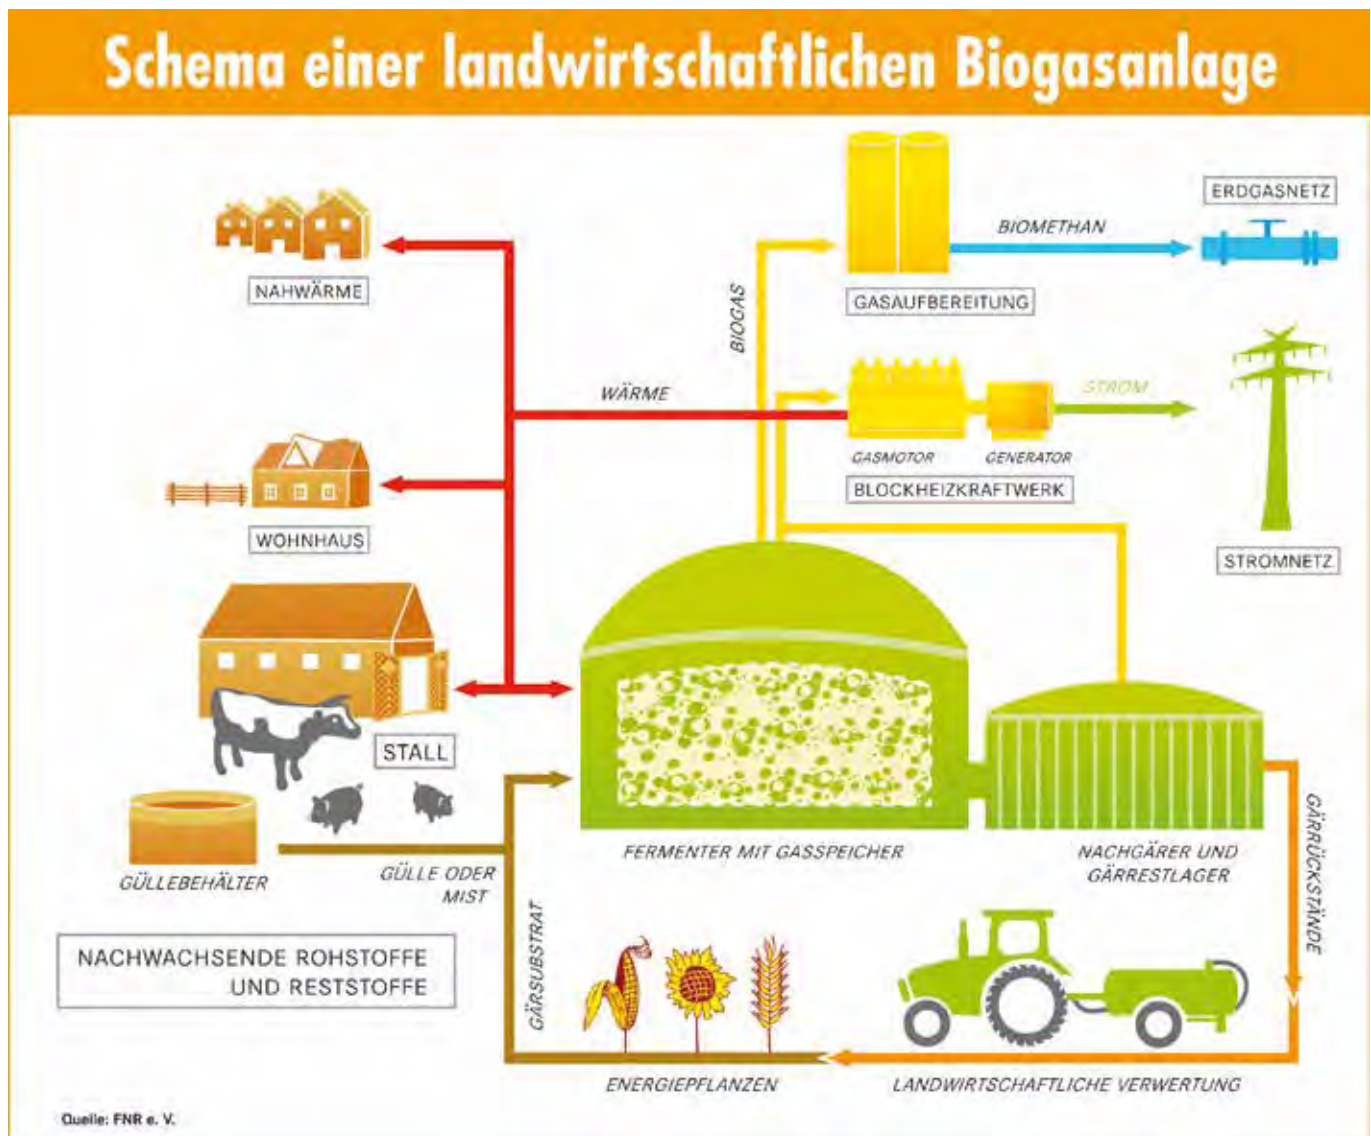 Schema einer landwirtschaftlichen Biogasanlage
ERDGASNETZ
BIOMETHAN
NAHWÄRME
BIOGAS
GASAUFBEREITUNG
WÄRME
STROM
GASMOTOR
GENERATOR
BLOCKHEIZKRAFTWERK
WOHNHAUS
STROMNETZ
STALL
FERMENTER MIT GASSPEICHER
NACHGÄRER UND
GÄRRESTLAGER
GÄRRÜCKSTÄNDE
GÜLLEBEHÄLTER
GÜLLE ODER
MIST
GÄRSUBSTRAT
NACHWACHSENDE ROHSTOFFE
UND RESTSTOFFE
ENERGIEPFLANZEN
LANDWIRTSCHAFTLICHE VERWERTUNG
Quelle: FNR e. V.